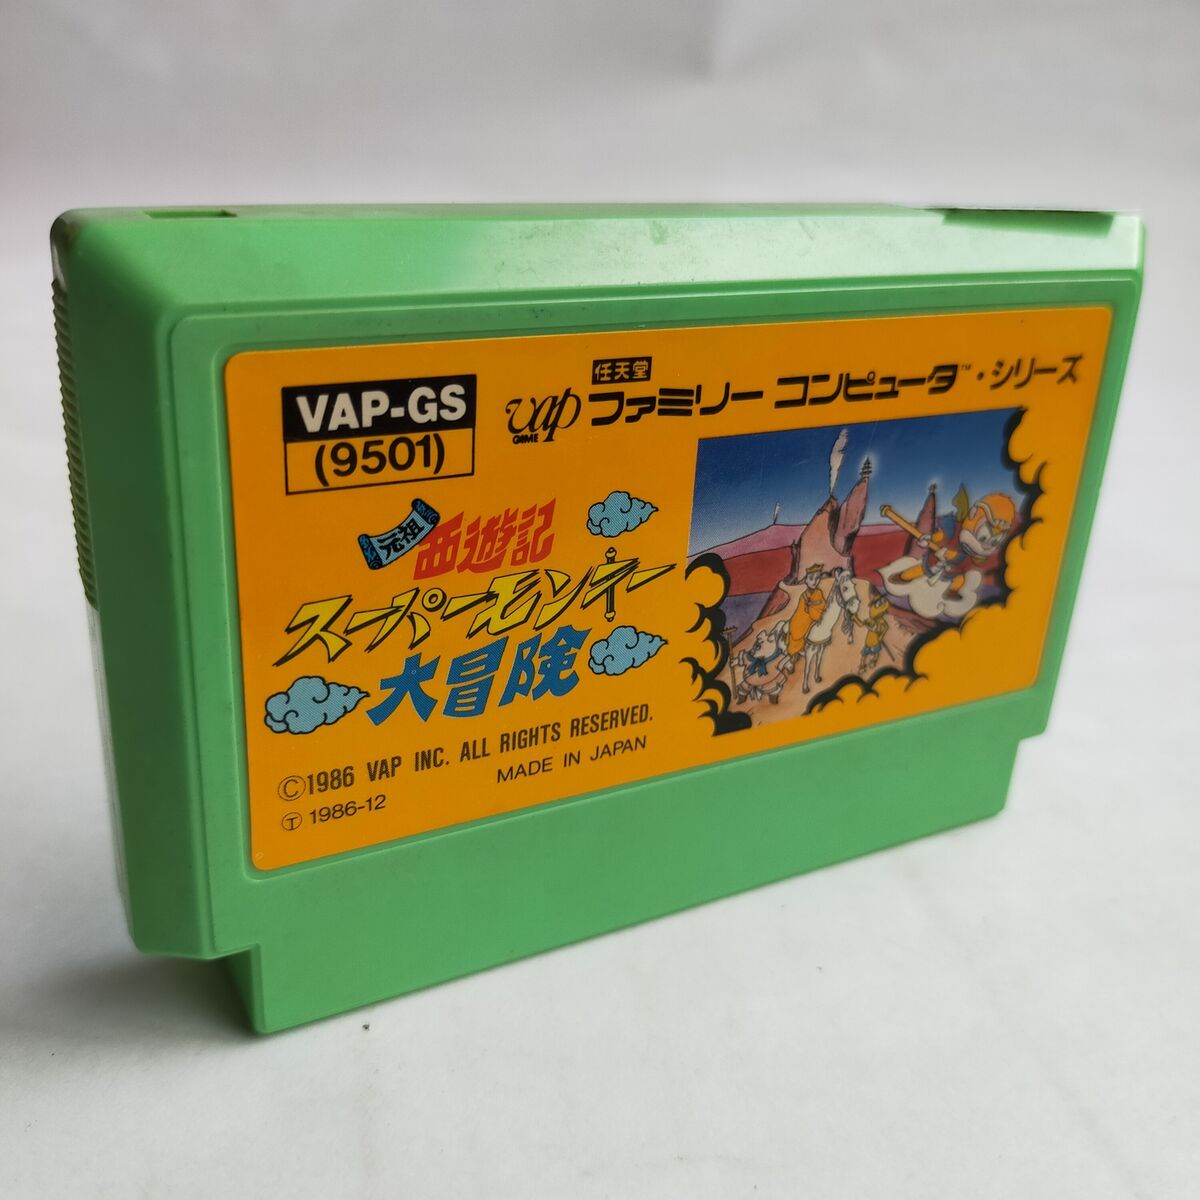 VAP-GS
(9501)
vap
GAME
任天堂
ファミリー コンピュータ™・シリーズ
元祖
西遊記
スーパーモンキー
大冒険
©1986 VAP INC. ALL RIGHTS RESERVED.
MADE IN JAPAN
Ⓣ 1986-12